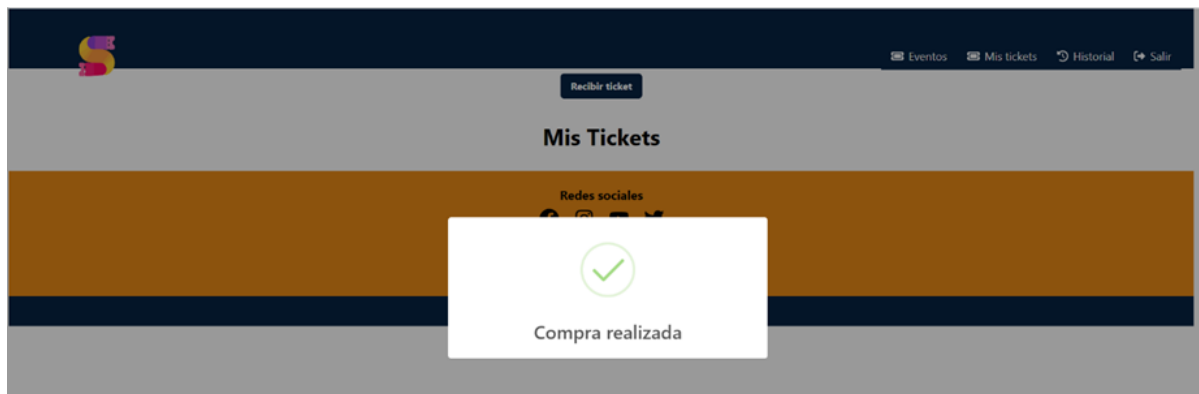 Eventos Mis tickets Historial Salir
Recibir ticket
Mis Tickets
Redes sociales
Compra realizada